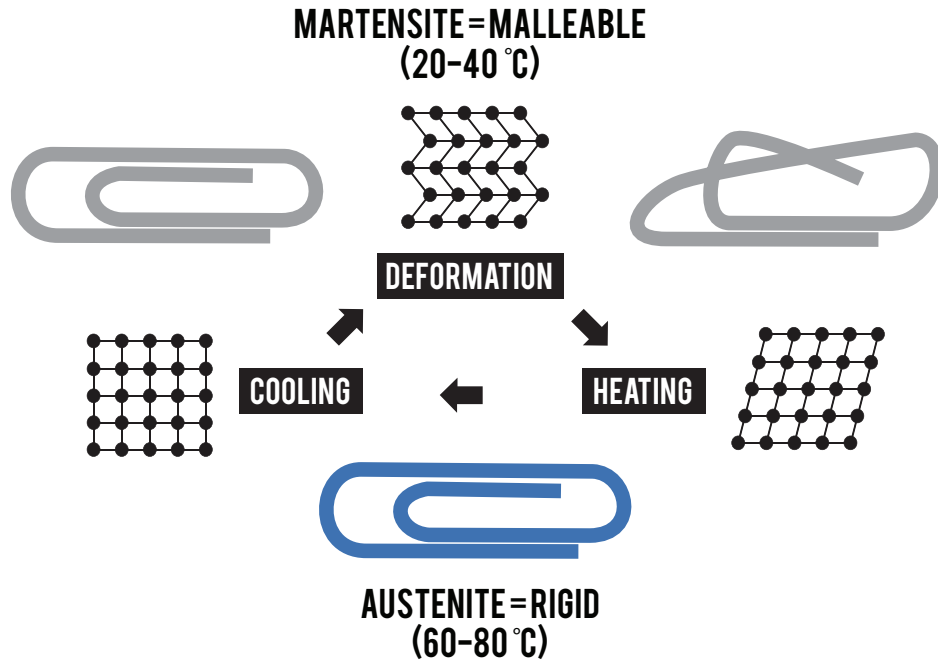 MARTENSITE = MALLEABLE
(20-40 °C)
DEFORMATION
COOLING
HEATING
AUSTENITE = RIGID
(60-80 °C)